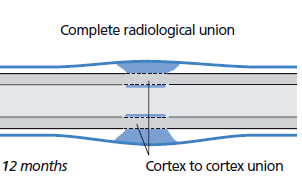 Complete radiological union
12 months
Cortex to cortex union